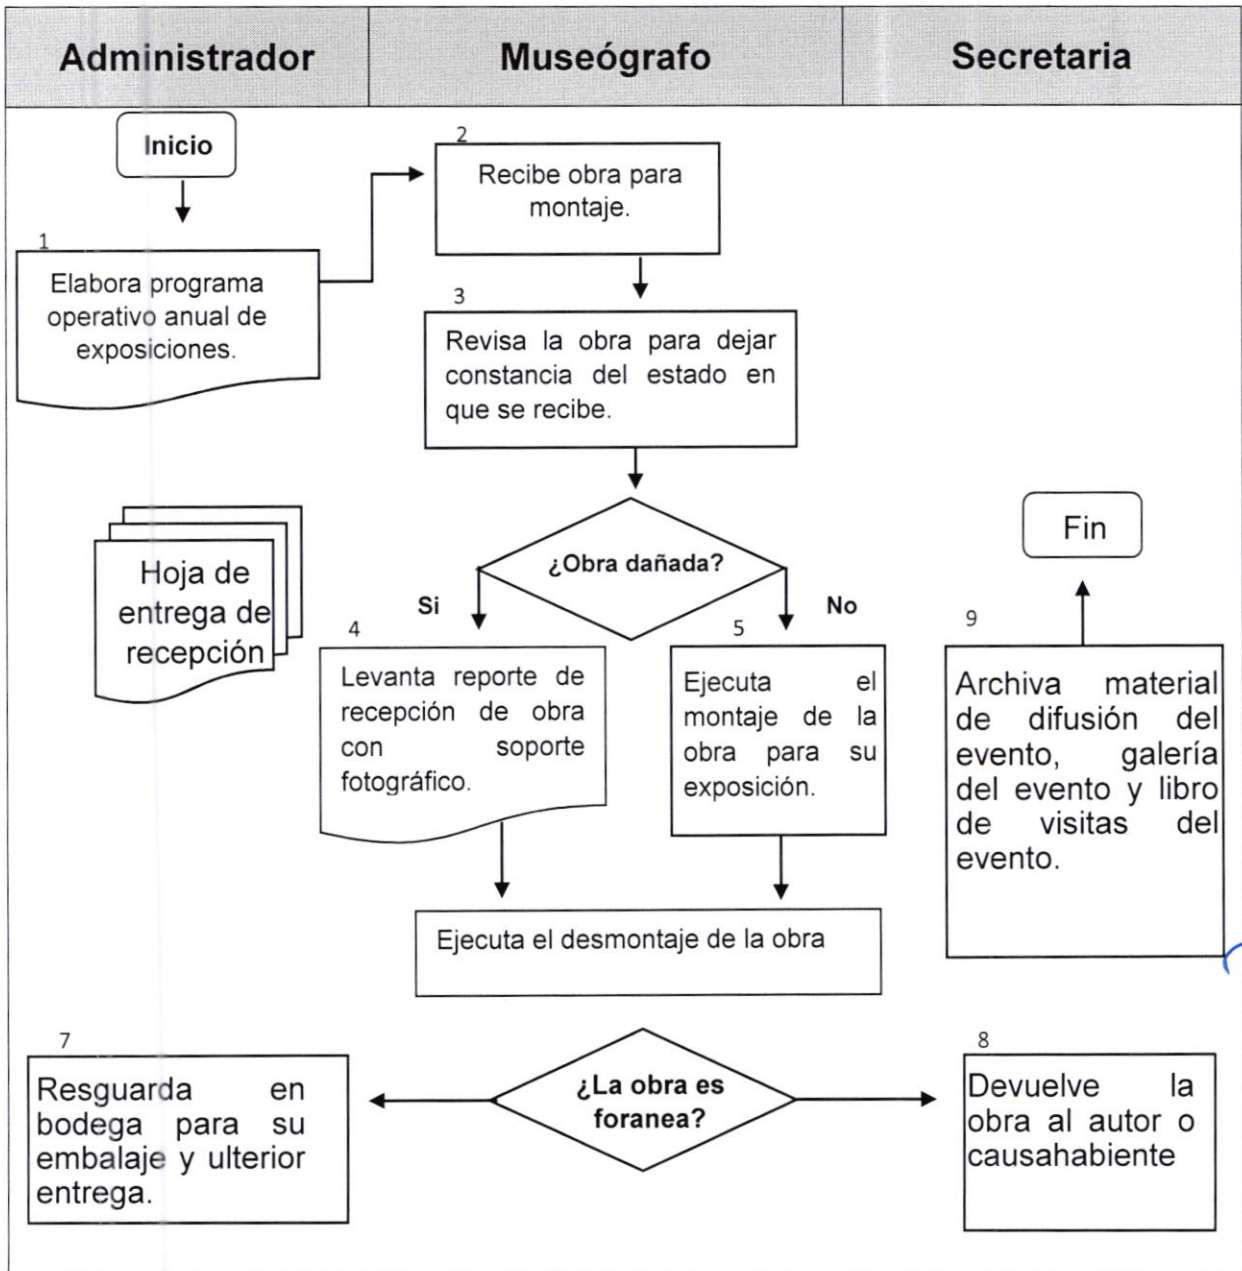 Administrador
Museógrafo
Secretaria
Inicio
1
Elabora programa
operativo anual de
exposiciones.
2
Recibe obra para
montaje.
3
Revisa la obra para dejar
constancia del estado en
que se recibe.
Hoja de
entrega de
recepción
¿Obra dañada?
Si
No
4
Levanta reporte de
recepción de obra
con soporte
fotográfico.
5
Ejecuta el
montaje de la
obra para su
exposición.
Fin
9
Archiva material
de difusión del
evento, galería
del evento y libro
de visitas del
evento.
Ejecuta el desmontaje de la obra
7
Resguarda en
bodega para su
embalaje y ulterior
entrega.
¿La obra es
foranea?
8
Devuelve la
obra al autor o
causahabiente